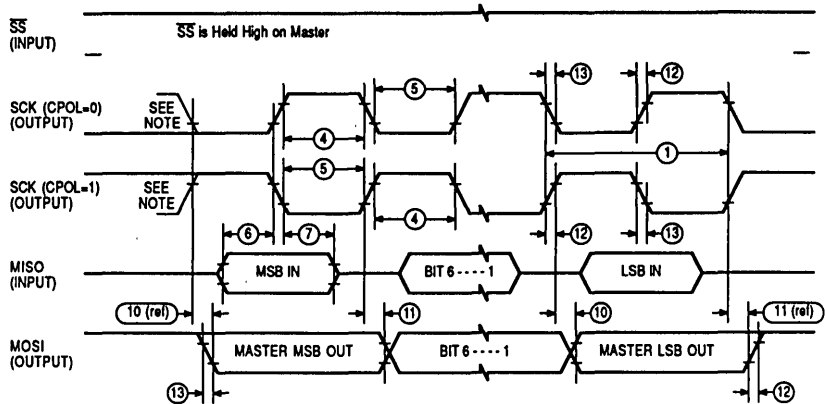 SS
(INPUT)
SS is Held High on Master
13
12
5
SCK (CPOL=0)
(OUTPUT)
SEE
NOTE
4
1
5
SCK (CPOL=1)
(OUTPUT)
SEE
NOTE
4
12
13
6
7
MISO
(INPUT)
MSB IN
BIT 6 - - - - 1
LSB IN
10 (ref)
11
10
11 (ref)
MOSI
(OUTPUT)
MASTER MSB OUT
BIT 6 - - - - 1
MASTER LSB OUT
13
12